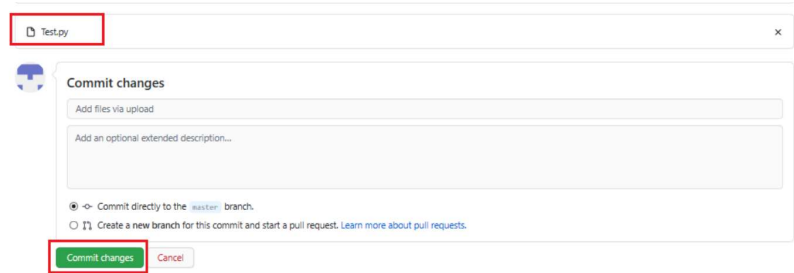 Test.py
Commit changes
Add files via upload
Add an optional extended description...
Commit directly to the master branch.
Create a new branch for this commit and start a pull request. Learn more about pull requests.
Commit changes Cancel